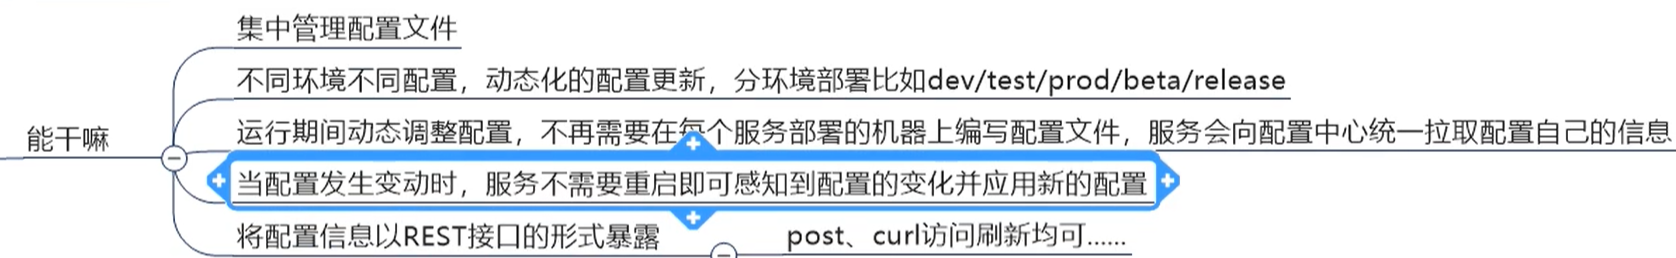 集中管理配置文件
不同环境不同配置，动态化的配置更新，分环境部署比如dev/test/prod/beta/release
能干嘛
运行期间动态调整配置，不再需要在每个服务部署的机器上编写配置文件，服务会向配置中心统一拉取配置自己的信息
当配置发生变动时，服务不需要重启即可感知到配置的变化并应用新的配置
将配置信息以REST接口的形式暴露
post、curl访问刷新均可......